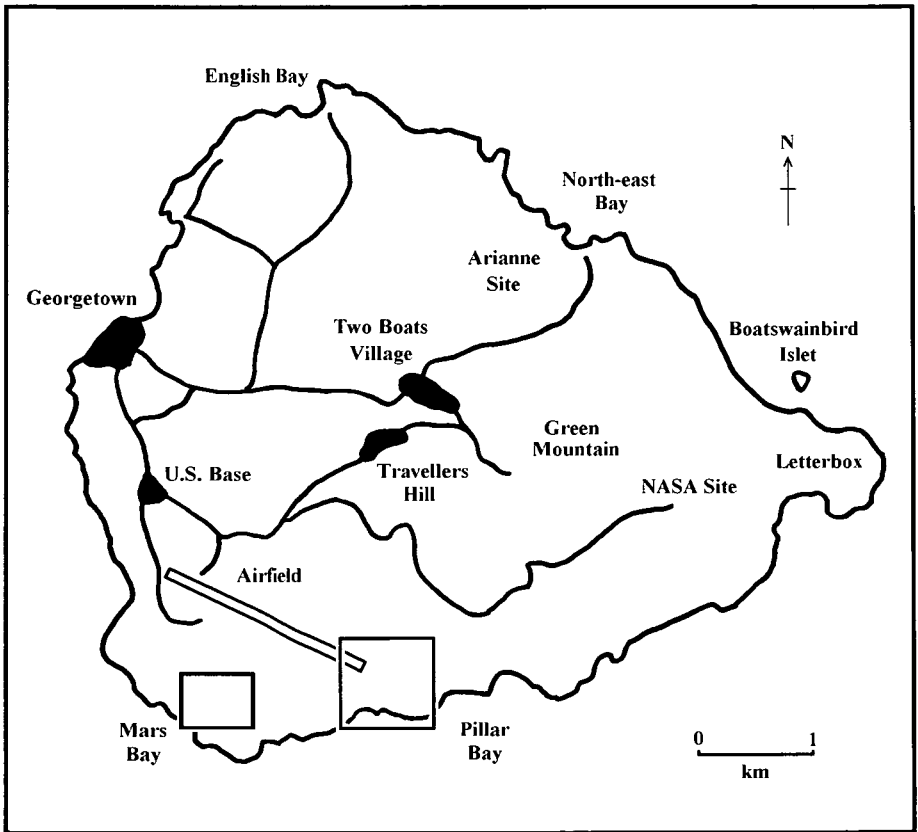 English Bay
N
North-east
Bay
Arianne
Site
Georgetown
Two Boats
Village
Boatswainbird
Islet
Green
Mountain
Letterbox
U.S. Base
Travellers
Hill
NASA Site
Airfield
Mars
Bay
Pillar
Bay
0 1
km